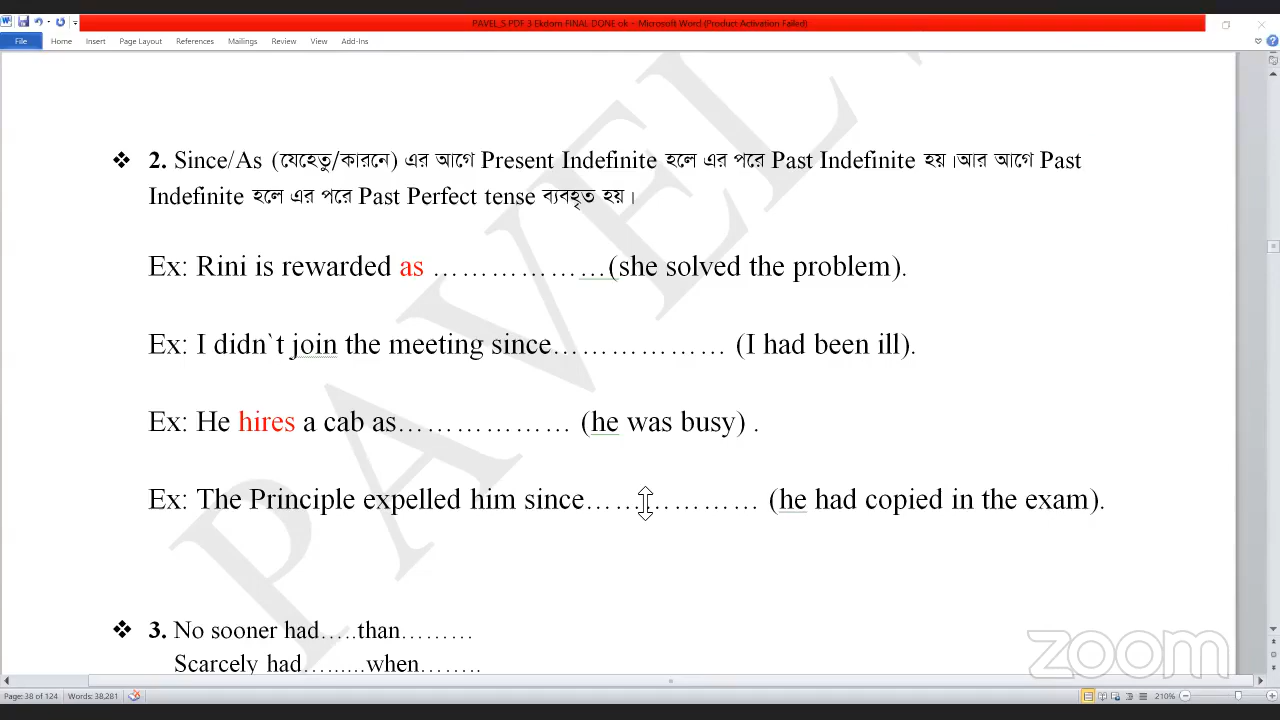 PAVEL_S PDF 3 Ekdom FINAL DONE ok - Microsoft Word (Product Activation Failed)
File Home Insert Page Layout References Mailings Review View Add-Ins
PAVEL
❖ 2. Since/As (যেহেতু/কারনে) এর আগে Present Indefinite হলে এর পরে Past Indefinite হয়।আর আগে Past
Indefinite হলে এর পরে Past Perfect tense ব্যবহৃত হয়।
Ex: Rini is rewarded as ………………(she solved the problem).
Ex: I didn`t join the meeting since……………… (I had been ill).
Ex: He hires a cab as……………… (he was busy) .
Ex: The Principle expelled him since……………… (he had copied in the exam).
❖ 3. No sooner had…..than………
Scarcely had…......when……..
zoom
Page: 38 of 124 Words: 38,281 210%